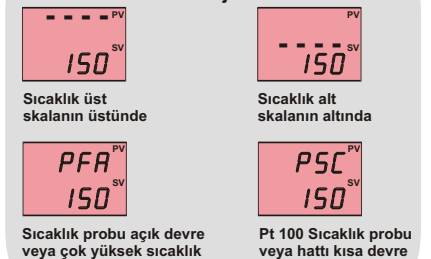 ---- PV
150 SV
Sıcaklık üst
skalanın üstünde
PV
---- SV
150
Sıcaklık alt
skalanın altında
PFA PV
150 SV
Sıcaklık probu açık devre
veya çok yüksek sıcaklık
PSC PV
150 SV
Pt 100 Sıcaklık probu
veya hattı kısa devre